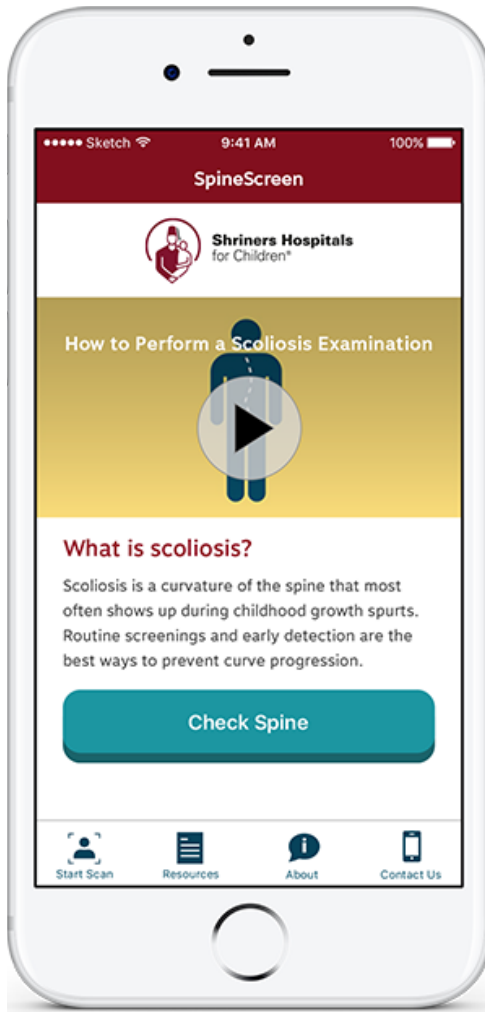 Sketch 9:41 AM 100%
SpineScreen
Shriners Hospitals
for Children®
How to Perform a Scoliosis Examination
What is scoliosis?
Scoliosis is a curvature of the spine that most
often shows up during childhood growth spurts.
Routine screenings and early detection are the
best ways to prevent curve progression.
Check Spine
Start Scan Resources About Contact Us